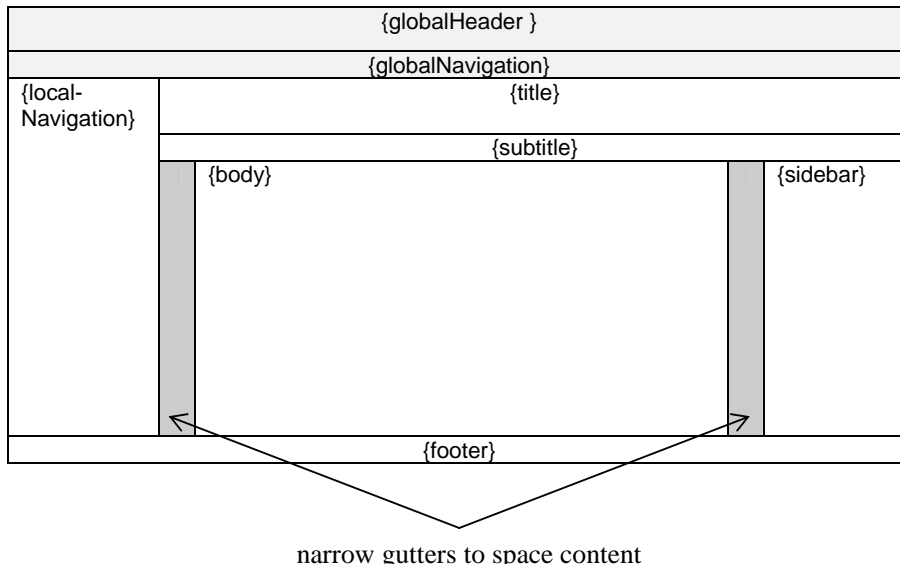 {globalHeader }
{globalNavigation}
{local-
Navigation}
{title}
{subtitle}
{body}
{sidebar}
{footer}
narrow gutters to space content